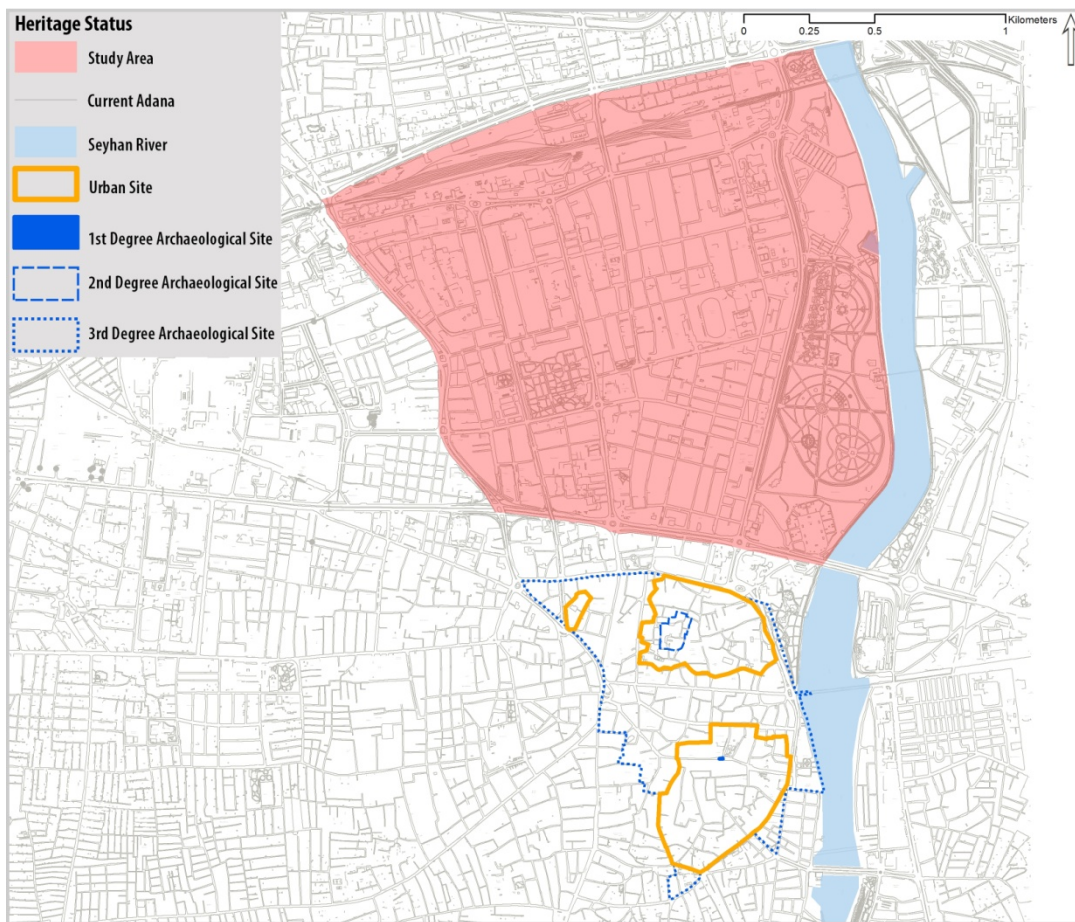 Heritage Status
Study Area
Current Adana
Seyhan River
Urban Site
1st Degree Archaeological Site
2nd Degree Archaeological Site
3rd Degree Archaeological Site
Kilometers
0 0.25 0.5 1